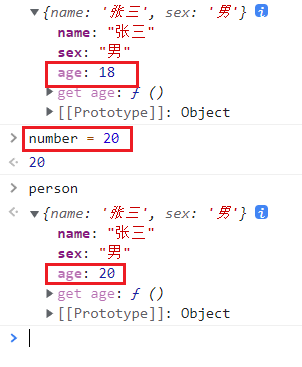 {name: '张三', sex: '男'} i
name: "张三"
sex: "男"
age: 18
get age: ƒ ()
[[Prototype]]: Object
number = 20
20
person
{name: '张三', sex: '男'} i
name: "张三"
sex: "男"
age: 20
get age: ƒ ()
[[Prototype]]: Object